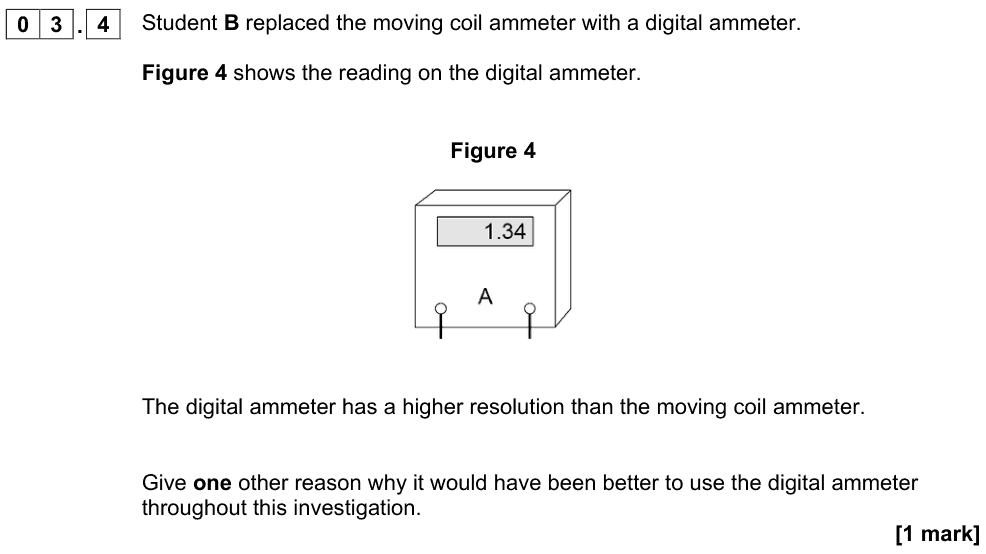 0 3 . 4 Student B replaced the moving coil ammeter with a digital ammeter.
Figure 4 shows the reading on the digital ammeter.
Figure 4
1.34
A
The digital ammeter has a higher resolution than the moving coil ammeter.
Give one other reason why it would have been better to use the digital ammeter
throughout this investigation.
[1 mark]